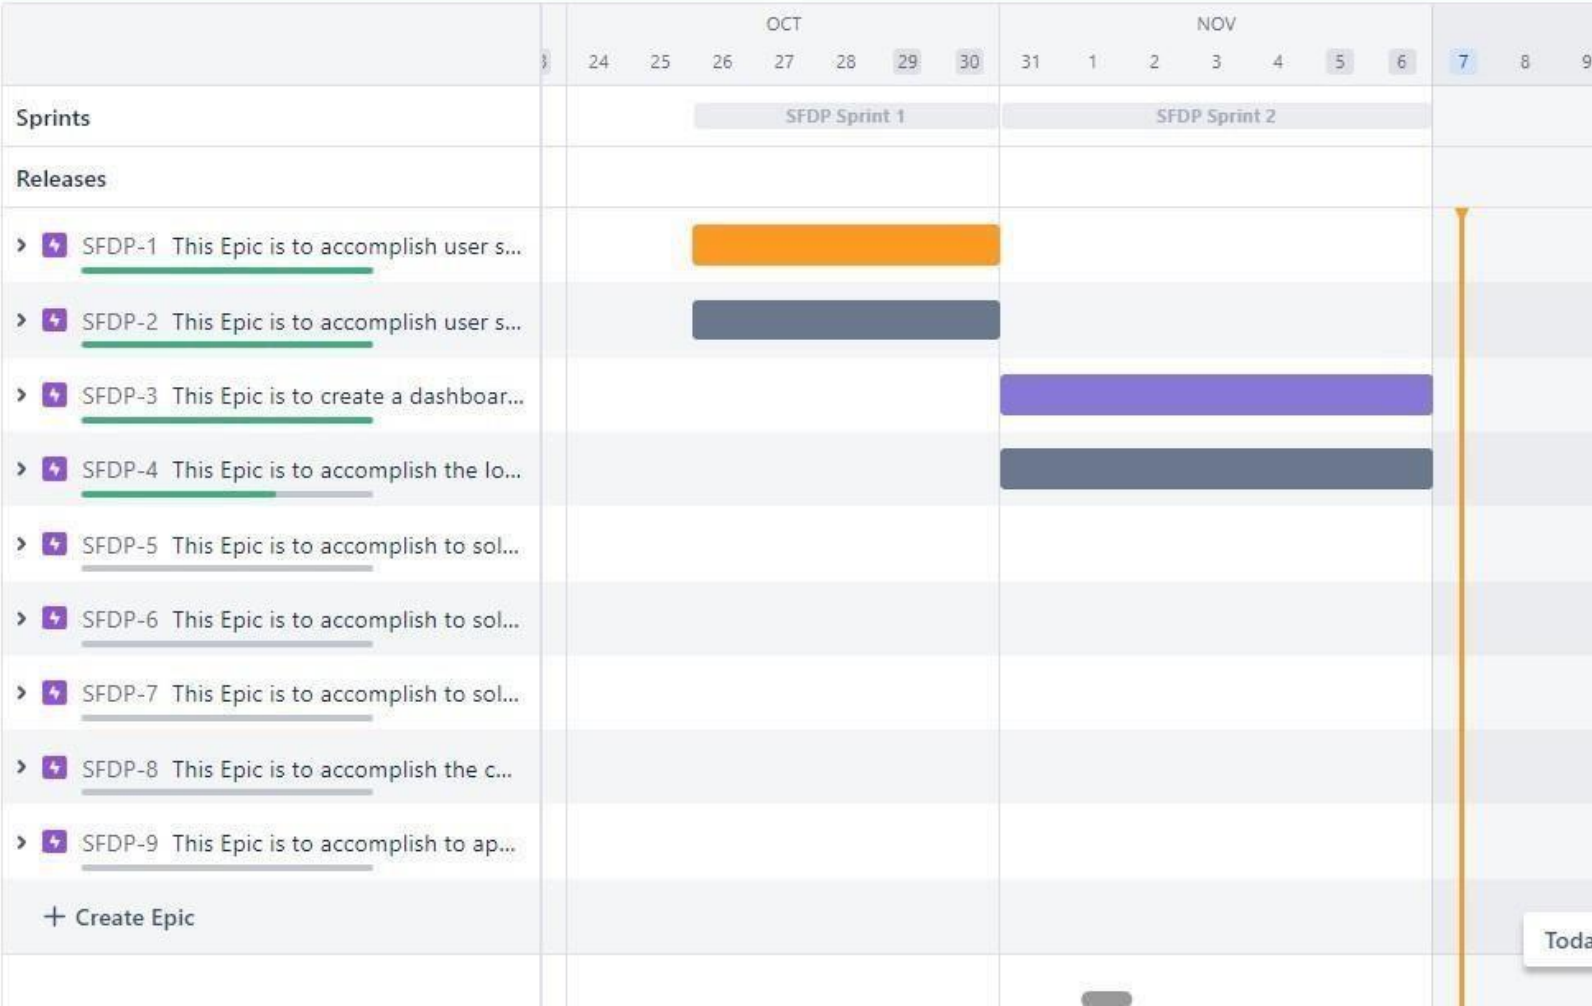 OCT NOV
24 25 26 27 28 29 30 31 1 2 3 4 5 6 7 8 9
Sprints SFDP Sprint 1 SFDP Sprint 2
Releases
SFDP-1 This Epic is to accomplish user s...
SFDP-2 This Epic is to accomplish user s...
SFDP-3 This Epic is to create a dashboar...
SFDP-4 This Epic is to accomplish the lo...
SFDP-5 This Epic is to accomplish to sol...
SFDP-6 This Epic is to accomplish to sol...
SFDP-7 This Epic is to accomplish to sol...
SFDP-8 This Epic is to accomplish the c...
SFDP-9 This Epic is to accomplish to ap...
+ Create Epic
Toda